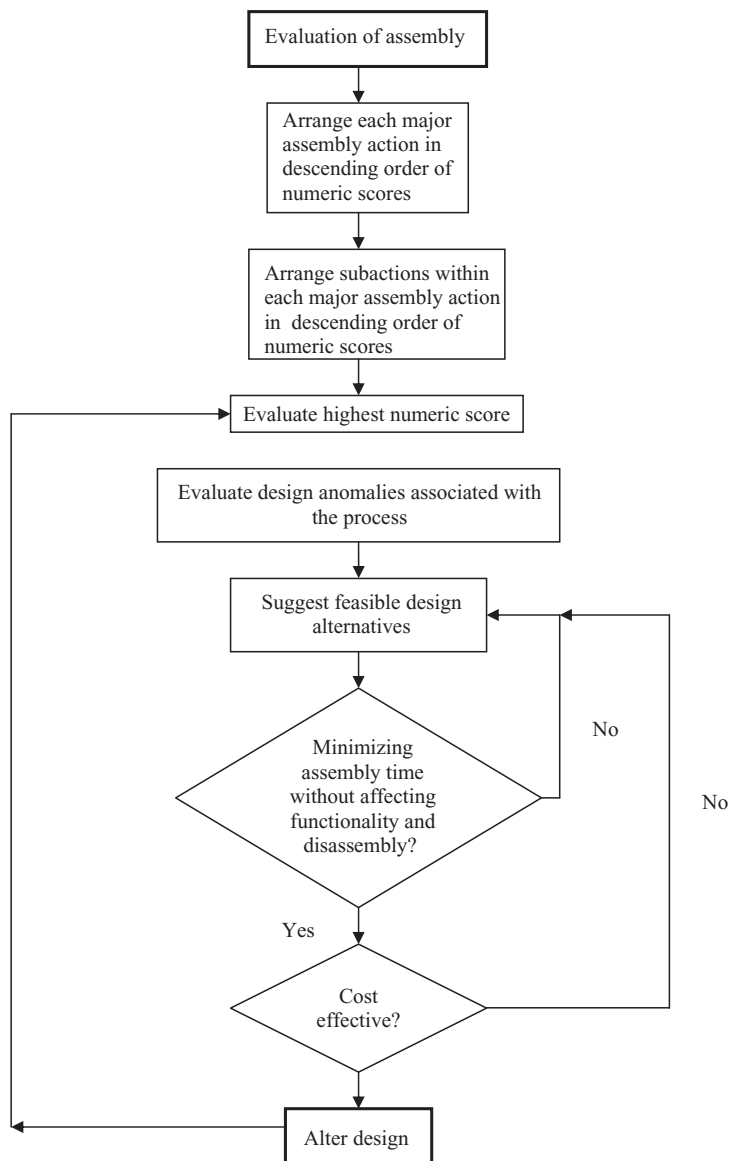 Evaluation of assembly
Arrange each major
assembly action in
descending order of
numeric scores
Arrange subactions within
each major assembly action
in descending order of
numeric scores
Evaluate highest numeric score
Evaluate design anomalies associated with
the process
Suggest feasible design
alternatives
Minimizing
assembly time
without affecting
functionality and
disassembly?
No
No
Yes
Cost
effective?
Alter design